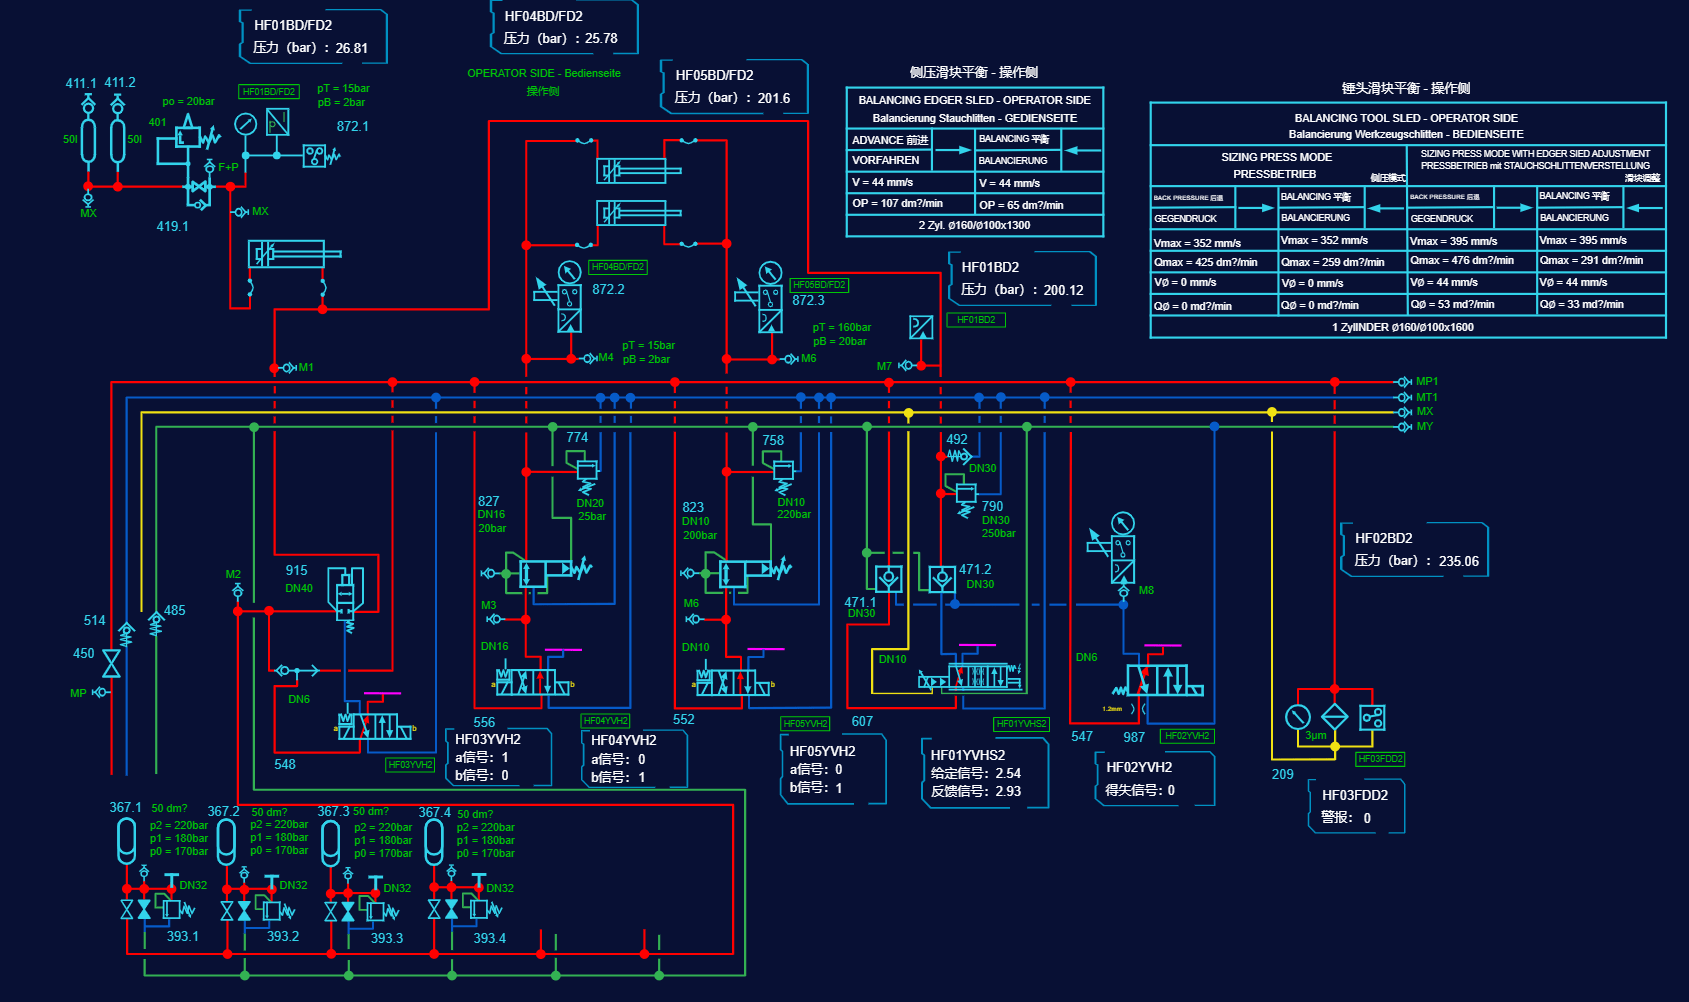 HF01BD/FD2
压力（bar）: 26.81
HF04BD/FD2
压力（bar）: 25.78
OPERATOR SIDE - Bedienseite
操作侧
HF05BD/FD2
压力（bar）: 201.6
411.1 411.2
50l
50l
MX
po = 20bar
401
F+P
MX
419.1
HF01BD/FD2
pT = 15bar
pB = 2bar
872.1
p
HF04BD/FD2
872.2
pT = 15bar
pB = 2bar
M4
HF05BD/FD2
872.3
pT = 160bar
pB = 20bar
M6
侧压滑块平衡 - 操作侧
BALANCING EDGER SLED - OPERATOR SIDE
Balancierung Stauchlitten - GEDIENSEITE
ADVANCE 前进
VORFAHREN
BALANCING 平衡
BALANCIERUNG
V = 44 mm/s
V = 44 mm/s
OP = 107 dm?/min
OP = 65 dm?/min
2 Zyl. Ø160/Ø100x1300
锤头滑块平衡 - 操作侧
BALANCING TOOL SLED - OPERATOR SIDE
Balancierung Werkzeugschlitten - BEDIENSEITE
SIZING PRESS MODE
PRESSBETRIEB
侧压模式
SIZING PRESS MODE WITH EDGER SIED ADJUSTMENT
PRESSBETRIEB mit STAUCHSCHLITTENVERSTELLUNG
滑块调整
BACK PRESSURE 后退
GEGENDRUCK
BALANCING 平衡
BALANCIERUNG
BACK PRESSURE 后退
GEGENDRUCK
BALANCING 平衡
BALANCIERUNG
Vmax = 352 mm/s
Vmax = 352 mm/s
Vmax = 395 mm/s
Vmax = 395 mm/s
Qmax = 425 dm?/min
Qmax = 259 dm?/min
Qmax = 476 dm?/min
Qmax = 291 dm?/min
VØ = 0 mm/s
VØ = 0 mm/s
VØ = 44 mm/s
VØ = 44 mm/s
QØ = 0 md?/min
QØ = 0 md?/min
QØ = 53 md?/min
QØ = 33 md?/min
1 ZylINDER Ø160/Ø100x1600
HF01BD2
压力（bar）: 200.12
HF01BD2
M7
M1
MP1
MT1
MX
MY
774
DN20
25bar
827
DN16
20bar
758
DN10
220bar
823
DN10
200bar
492
DN30
790
DN30
250bar
M8
HF02BD2
压力（bar）: 235.06
915
DN40
M2
514
485
450
MP
DN6
a
b
548
HF03YVH2
M3
DN16
a
b
556
HF04YVH2
M6
DN10
a
b
552
HF05YVH2
471.1
DN30
471.2
DN30
DN10
607
HF01YVHS2
DN6
1.2mm
547
987
HF02YVH2
3μm
209
HF03FDD2
HF03YVH2
a信号: 1
b信号: 0
HF04YVH2
a信号: 0
b信号: 1
HF05YVH2
a信号: 0
b信号: 1
HF01YVHS2
给定信号: 2.54
反馈信号: 2.93
HF02YVH2
得失信号: 0
HF03FDD2
警报: 0
367.1
50 dm?
p2 = 220bar
p1 = 180bar
p0 = 170bar
DN32
393.1
367.2
50 dm?
p2 = 220bar
p1 = 180bar
p0 = 170bar
DN32
393.2
367.3
50 dm?
p2 = 220bar
p1 = 180bar
p0 = 170bar
DN32
393.3
367.4
50 dm?
p2 = 220bar
p1 = 180bar
p0 = 170bar
DN32
393.4